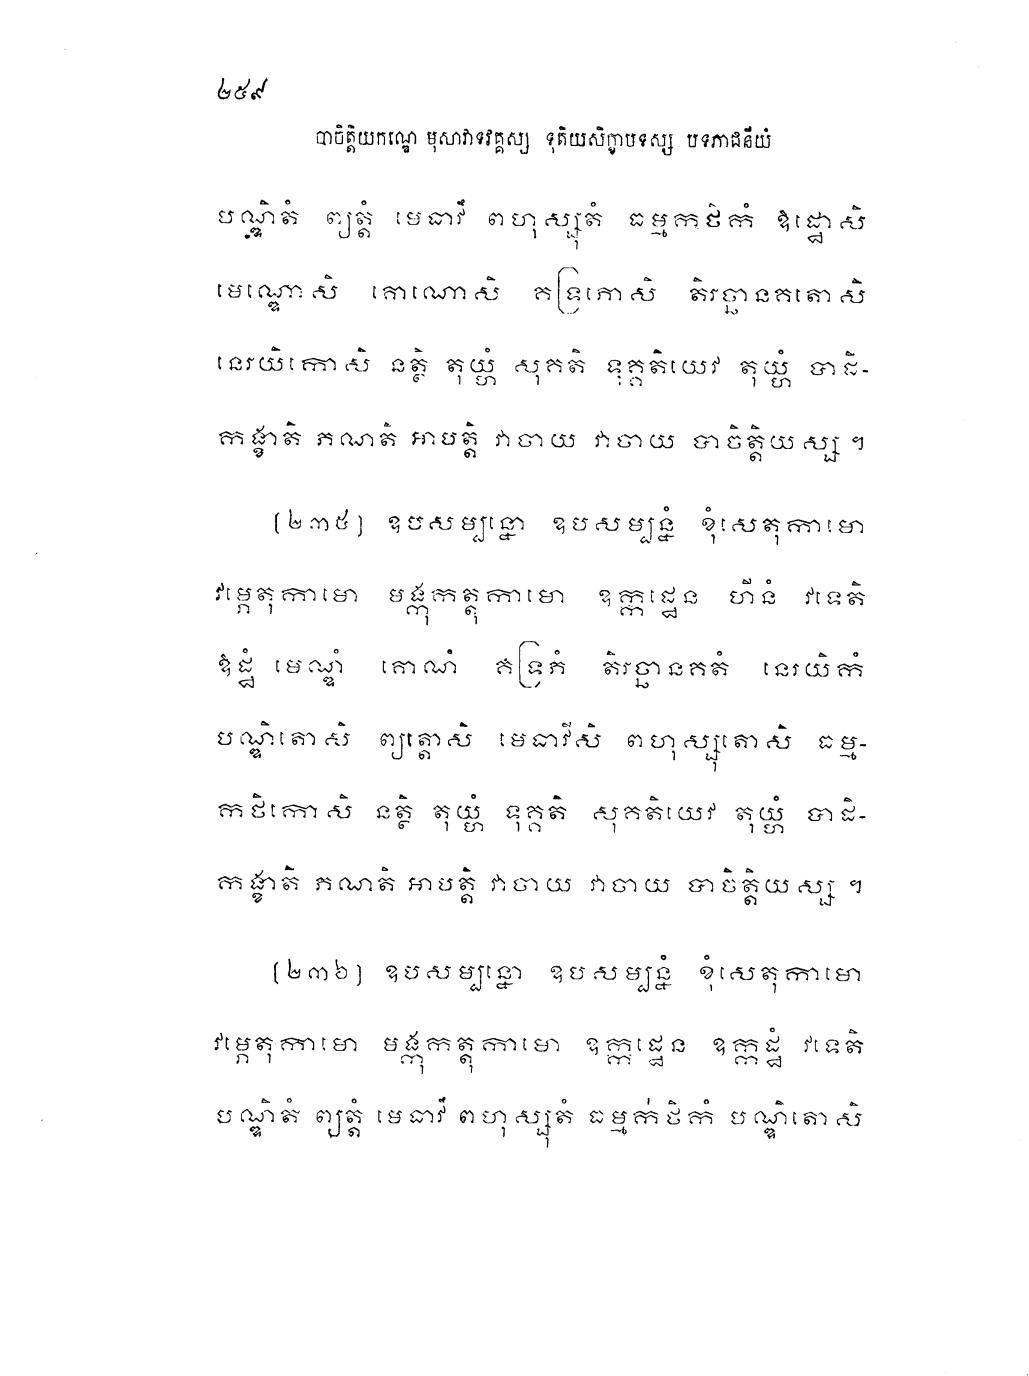 ២៥៩
បាចិត្តិយកណ្ឌេ មុសាវាទវគ្គស្ស ទុតិយសិក្ខាបទស្ស បទភាជនីយំ
បណ្ឌិតំ ព្យត្តំ មេធាវឹ ពហុស្សុតំ ធម្មកថិកំ ឱដ្ឋោសិ
មេណ្ឌោសិ គោណោសិ គទ្រភោសិ តិរច្ឆានគតោសិ
នេរយិកោសិ នត្ថិ តុយ្ហំ សុគតិ ទុគ្គតិយេវ តុយ្ហំ បាដិ-
កង្ខាតិ ភណតិ អាបត្តិ វាចាយ វាចាយ បាចិត្តិយស្ស ។
(២៣៥) ឧបសម្បន្នោ ឧបសម្បន្នំ ខុំសេតុកាមោ
វម្ភេតុកាមោ មង្កុកត្តុកាមោ ឧក្កដ្ឋេន ហីនំ វទេតិ
ឱដ្ឋំ មេណ្ឌំ គោណំ គទ្រភំ តិរច្ឆានគតំ នេរយិកំ
បណ្ឌិតោសិ ព្យត្តោសិ មេធាវីសិ ពហុស្សុតោសិ ធម្ម-
កថិកោសិ នត្ថិ តុយ្ហំ ទុគ្គតិ សុគតិយេវ តុយ្ហំ បាដិ-
កង្ខាតិ ភណតិ អាបត្តិ វាចាយ វាចាយ បាចិត្តិយស្ស ។
(២៣៦) ឧបសម្បន្នោ ឧបសម្បន្នំ ខុំសេតុកាមោ
វម្ភេតុកាមោ មង្កុកត្តុកាមោ ឧក្កដ្ឋេន ឧក្កដ្ឋំ វទេតិ
បណ្ឌិតំ ព្យត្តំ មេធាវឹ ពហុស្សុតំ ធម្មកថិកំ បណ្ឌិតោសិ